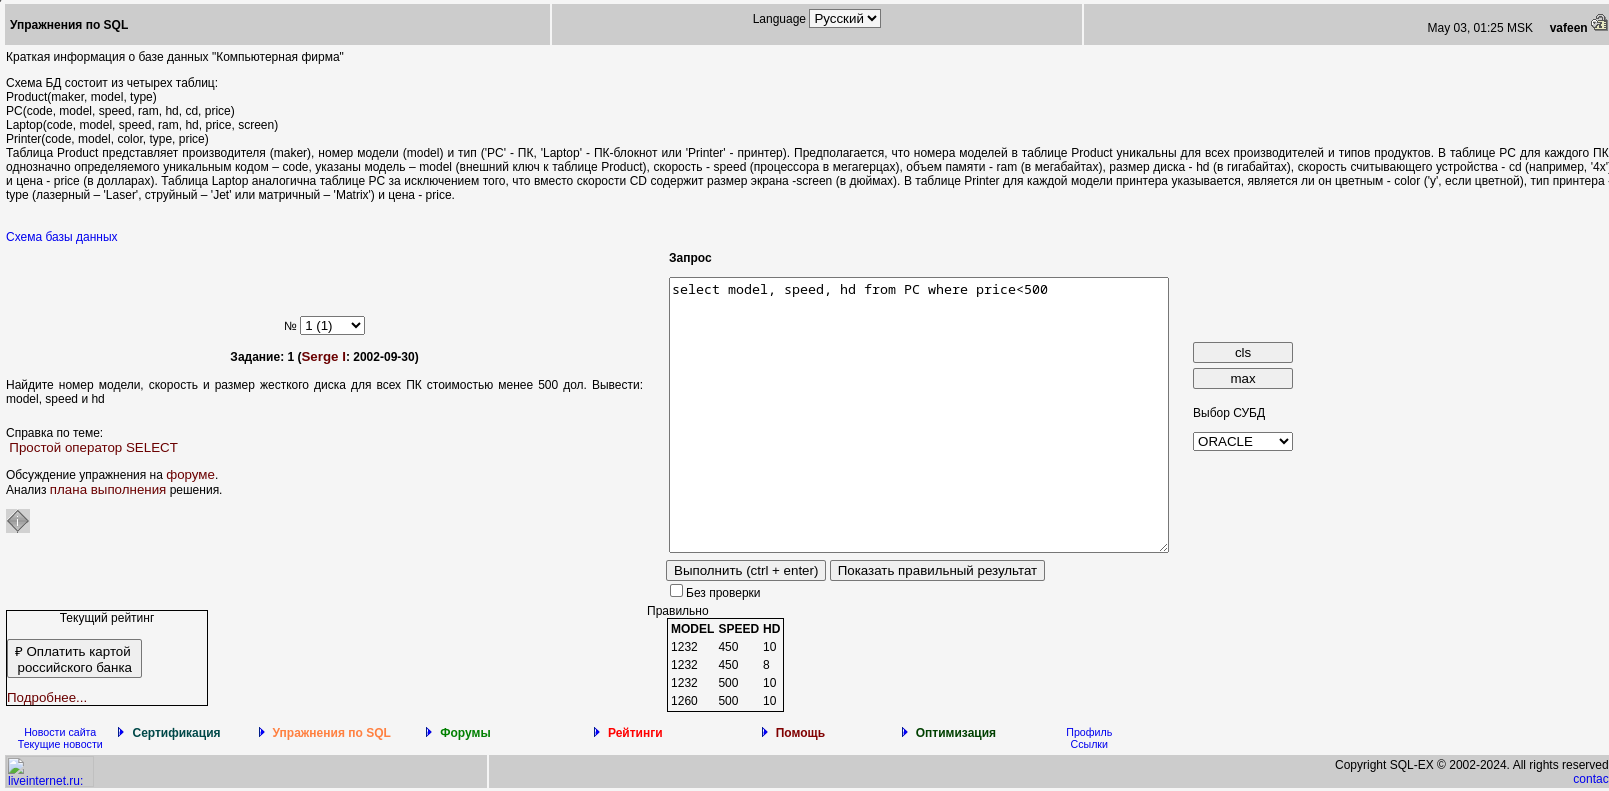 Упражнения по SQL
Language Русский
May 03, 01:25 MSK vafeen
Краткая информация о базе данных "Компьютерная фирма"
Схема БД состоит из четырех таблиц:
Product(maker, model, type)
PC(code, model, speed, ram, hd, cd, price)
Laptop(code, model, speed, ram, hd, price, screen)
Printer(code, model, color, type, price)
Таблица Product представляет производителя (maker), номер модели (model) и тип ('PC' - ПК, 'Laptop' - ПК-блокнот или 'Printer' - принтер). Предполагается, что номера моделей в таблице Product уникальны для всех производителей и типов продуктов. В таблице PC для каждого ПК,
однозначно определяемого уникальным кодом – code, указаны модель – model (внешний ключ к таблице Product), скорость - speed (процессора в мегагерцах), объем памяти - ram (в мегабайтах), размер диска - hd (в гигабайтах), скорость считывающего устройства - cd (например, '4x')
и цена - price (в долларах). Таблица Laptop аналогична таблице PC за исключением того, что вместо скорости CD содержит размер экрана -screen (в дюймах). В таблице Printer для каждой модели принтера указывается, является ли он цветным - color ('y', если цветной), тип принтера -
type (лазерный – 'Laser', струйный – 'Jet' или матричный – 'Matrix') и цена - price.
Схема базы данных
Запрос
select model, speed, hd from PC where price<500
№ 1 (1)
Задание: 1 (Serge I: 2002-09-30)
Найдите номер модели, скорость и размер жесткого диска для всех ПК стоимостью менее 500 дол. Вывести:
model, speed и hd
Справка по теме:
Простой оператор SELECT
Обсуждение упражнения на форуме.
Анализ плана выполнения решения.
cls
max
Выбор СУБД
ORACLE
Выполнить (ctrl + enter) Показать правильный результат
Без проверки
Правильно
MODEL SPEED HD
1232 450 10
1232 450 8
1232 500 10
1260 500 10
Текущий рейтинг
₽ Оплатить картой
российского банка
Подробнее...
Новости сайта
Текущие новости
Сертификация
Упражнения по SQL
Форумы
Рейтинги
Помощь
Оптимизация
Профиль
Ссылки
liveinternet.ru:
Copyright SQL-EX © 2002-2024. All rights reserved
contac